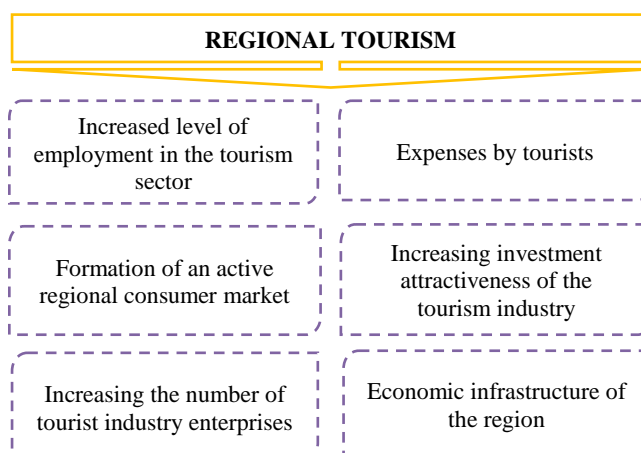 REGIONAL TOURISM
Increased level of
employment in the tourism
sector
Expenses by tourists
Formation of an active
regional consumer market
Increasing investment
attractiveness of the
tourism industry
Increasing the number of
tourist industry enterprises
Economic infrastructure of
the region